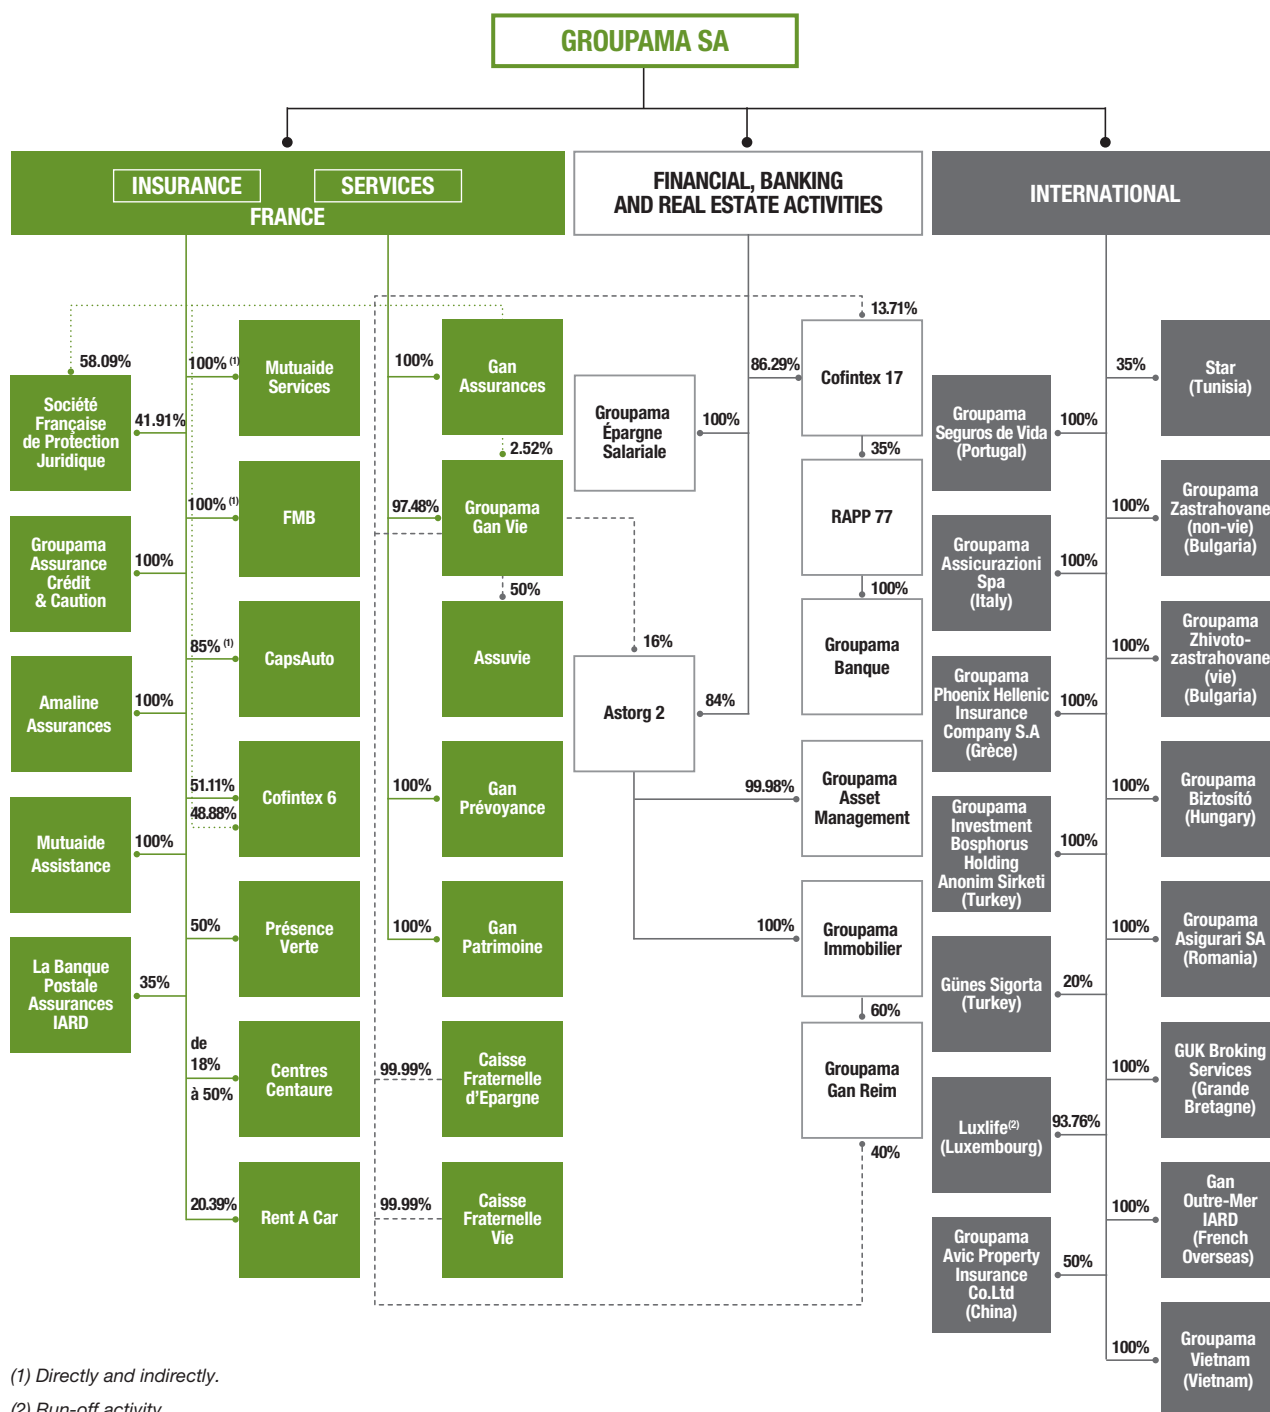 GROUPAMA SA
INSURANCE
SERVICES
FRANCE
FINANCIAL, BANKING
AND REAL ESTATE ACTIVITIES
INTERNATIONAL
58.09%
Société
Française
de Protection
Juridique
41.91%
Groupama
Assurance
Crédit
& Caution
100%
Amaline
Assurances
100%
Mutuaide
Assistance
100%
La Banque
Postale
Assurances
IARD
35%
100% (1)
Mutuaide
Services
100% (1)
FMB
85% (1)
CapsAuto
51.11%
48.88%
Cofintex 6
50%
Présence
Verte
de
18%
à 50%
Centres
Centaure
20.39%
Rent A Car
100%
Gan
Assurances
2.52%
97.48%
Groupama
Gan Vie
50%
Assuvie
100%
Gan
Prévoyance
100%
Gan
Patrimoine
99.99%
Caisse
Fraternelle
d'Epargne
99.99%
Caisse
Fraternelle
Vie
Groupama
Épargne
Salariale
100%
16%
Astorg 2
84%
13.71%
86.29%
Cofintex 17
35%
RAPP 77
100%
Groupama
Banque
99.98%
Groupama
Asset
Management
100%
Groupama
Immobilier
60%
Groupama
Gan Reim
40%
Groupama
Seguros de Vida
(Portugal)
100%
Groupama
Assicurazioni
Spa
(Italy)
100%
Groupama
Phoenix Hellenic
Insurance
Company S.A
(Grèce)
100%
Groupama
Investment
Bosphorus
Holding
Anonim Sirketi
(Turkey)
100%
Günes Sigorta
(Turkey)
20%
Luxlife(2)
(Luxembourg)
93.76%
Groupama
Avic Property
Insurance
Co.Ltd
(China)
50%
35%
Star
(Tunisia)
100%
Groupama
Zastrahovane
(non-vie)
(Bulgaria)
100%
Groupama
Zhivoto-
zastrahovane
(vie)
(Bulgaria)
100%
Groupama
Biztosító
(Hungary)
100%
Groupama
Asigurari SA
(Romania)
100%
GUK Broking
Services
(Grande
Bretagne)
100%
Gan
Outre-Mer
IARD
(French
Overseas)
100%
Groupama
Vietnam
(Vietnam)
(1) Directly and indirectly.
(2) Run-off activity